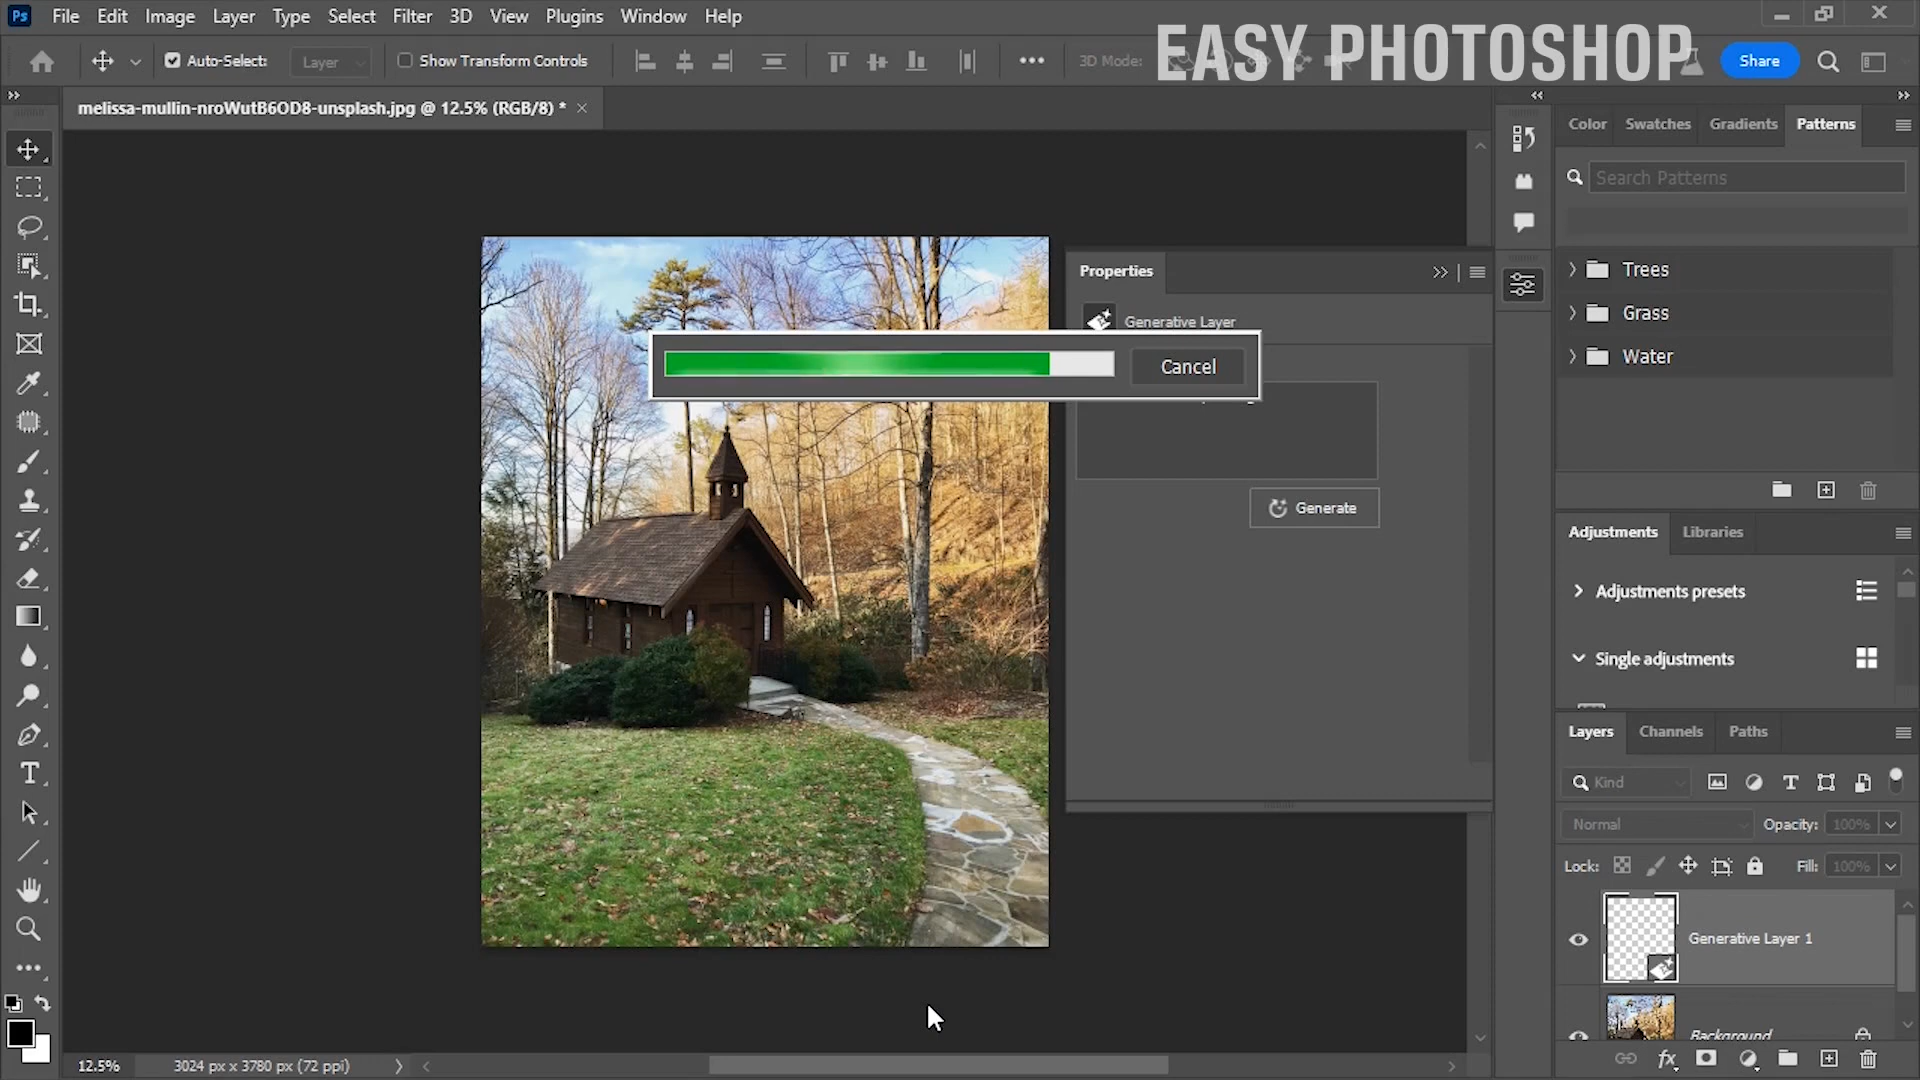 Ps File Edit Image Layer Type Select Filter 3D View Plugins Window Help
EASY PHOTOSHOP
Auto-Select: Layer Show Transform Controls 3D Mode: Share
melissa-mullin-nroWutB6OD8-unsplash.jpg @ 12.5% (RGB/8) *
Color Swatches Gradients Patterns
Search Patterns
Trees
Grass
Water
Properties
Generative Layer
Cancel
Generate
Adjustments Libraries
Adjustments presets
Single adjustments
Layers Channels Paths
Kind
Normal Opacity: 100%
Lock: Fill: 100%
Generative Layer 1
Background
12.5% 3024 px x 3780 px (72 ppi)